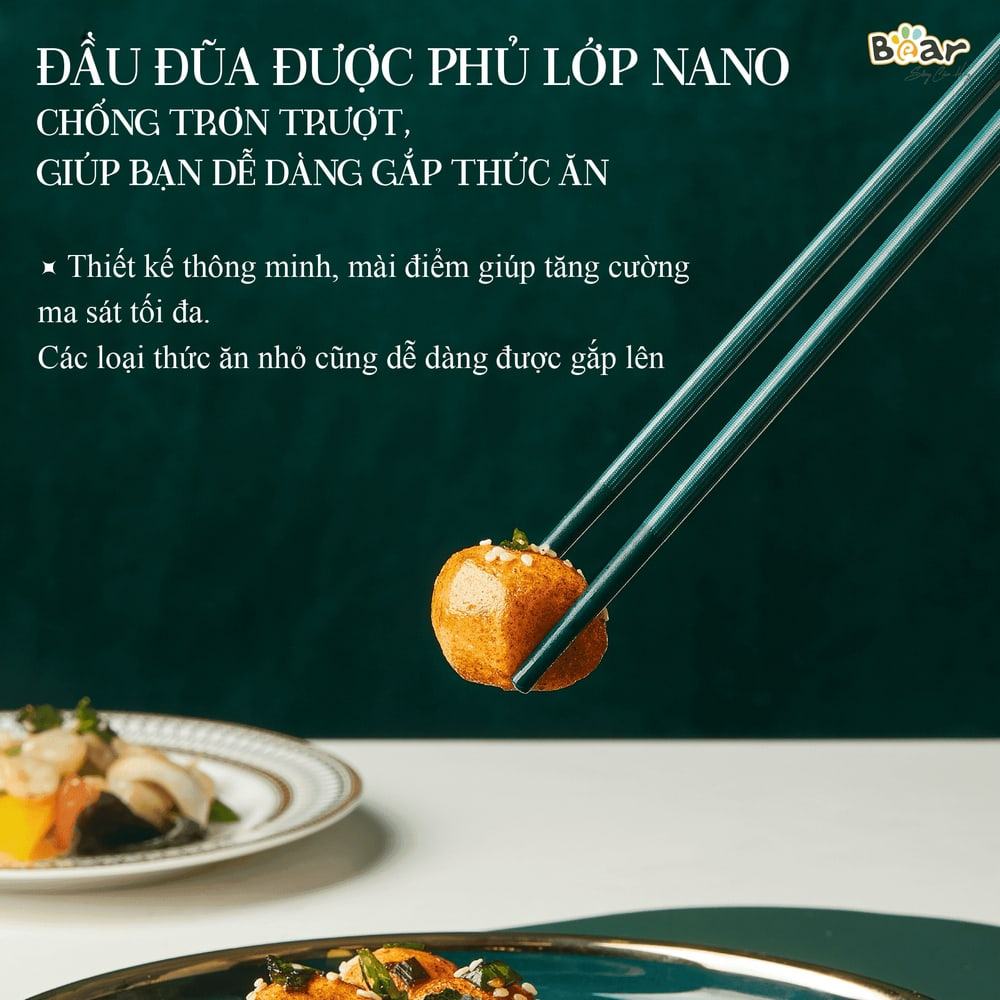 ĐẦU ĐŨA ĐƯỢC PHỦ LỚP NANO
Bear
CHỐNG TRƠN TRƯỢT,
GIÚP BẠN DỄ DÀNG GẮP THỨC ĂN
Thiết kế thông minh, mài điểm giúp tăng cường
ma sát tối đa.
Các loại thức ăn nhỏ cũng dễ dàng được gắp lên